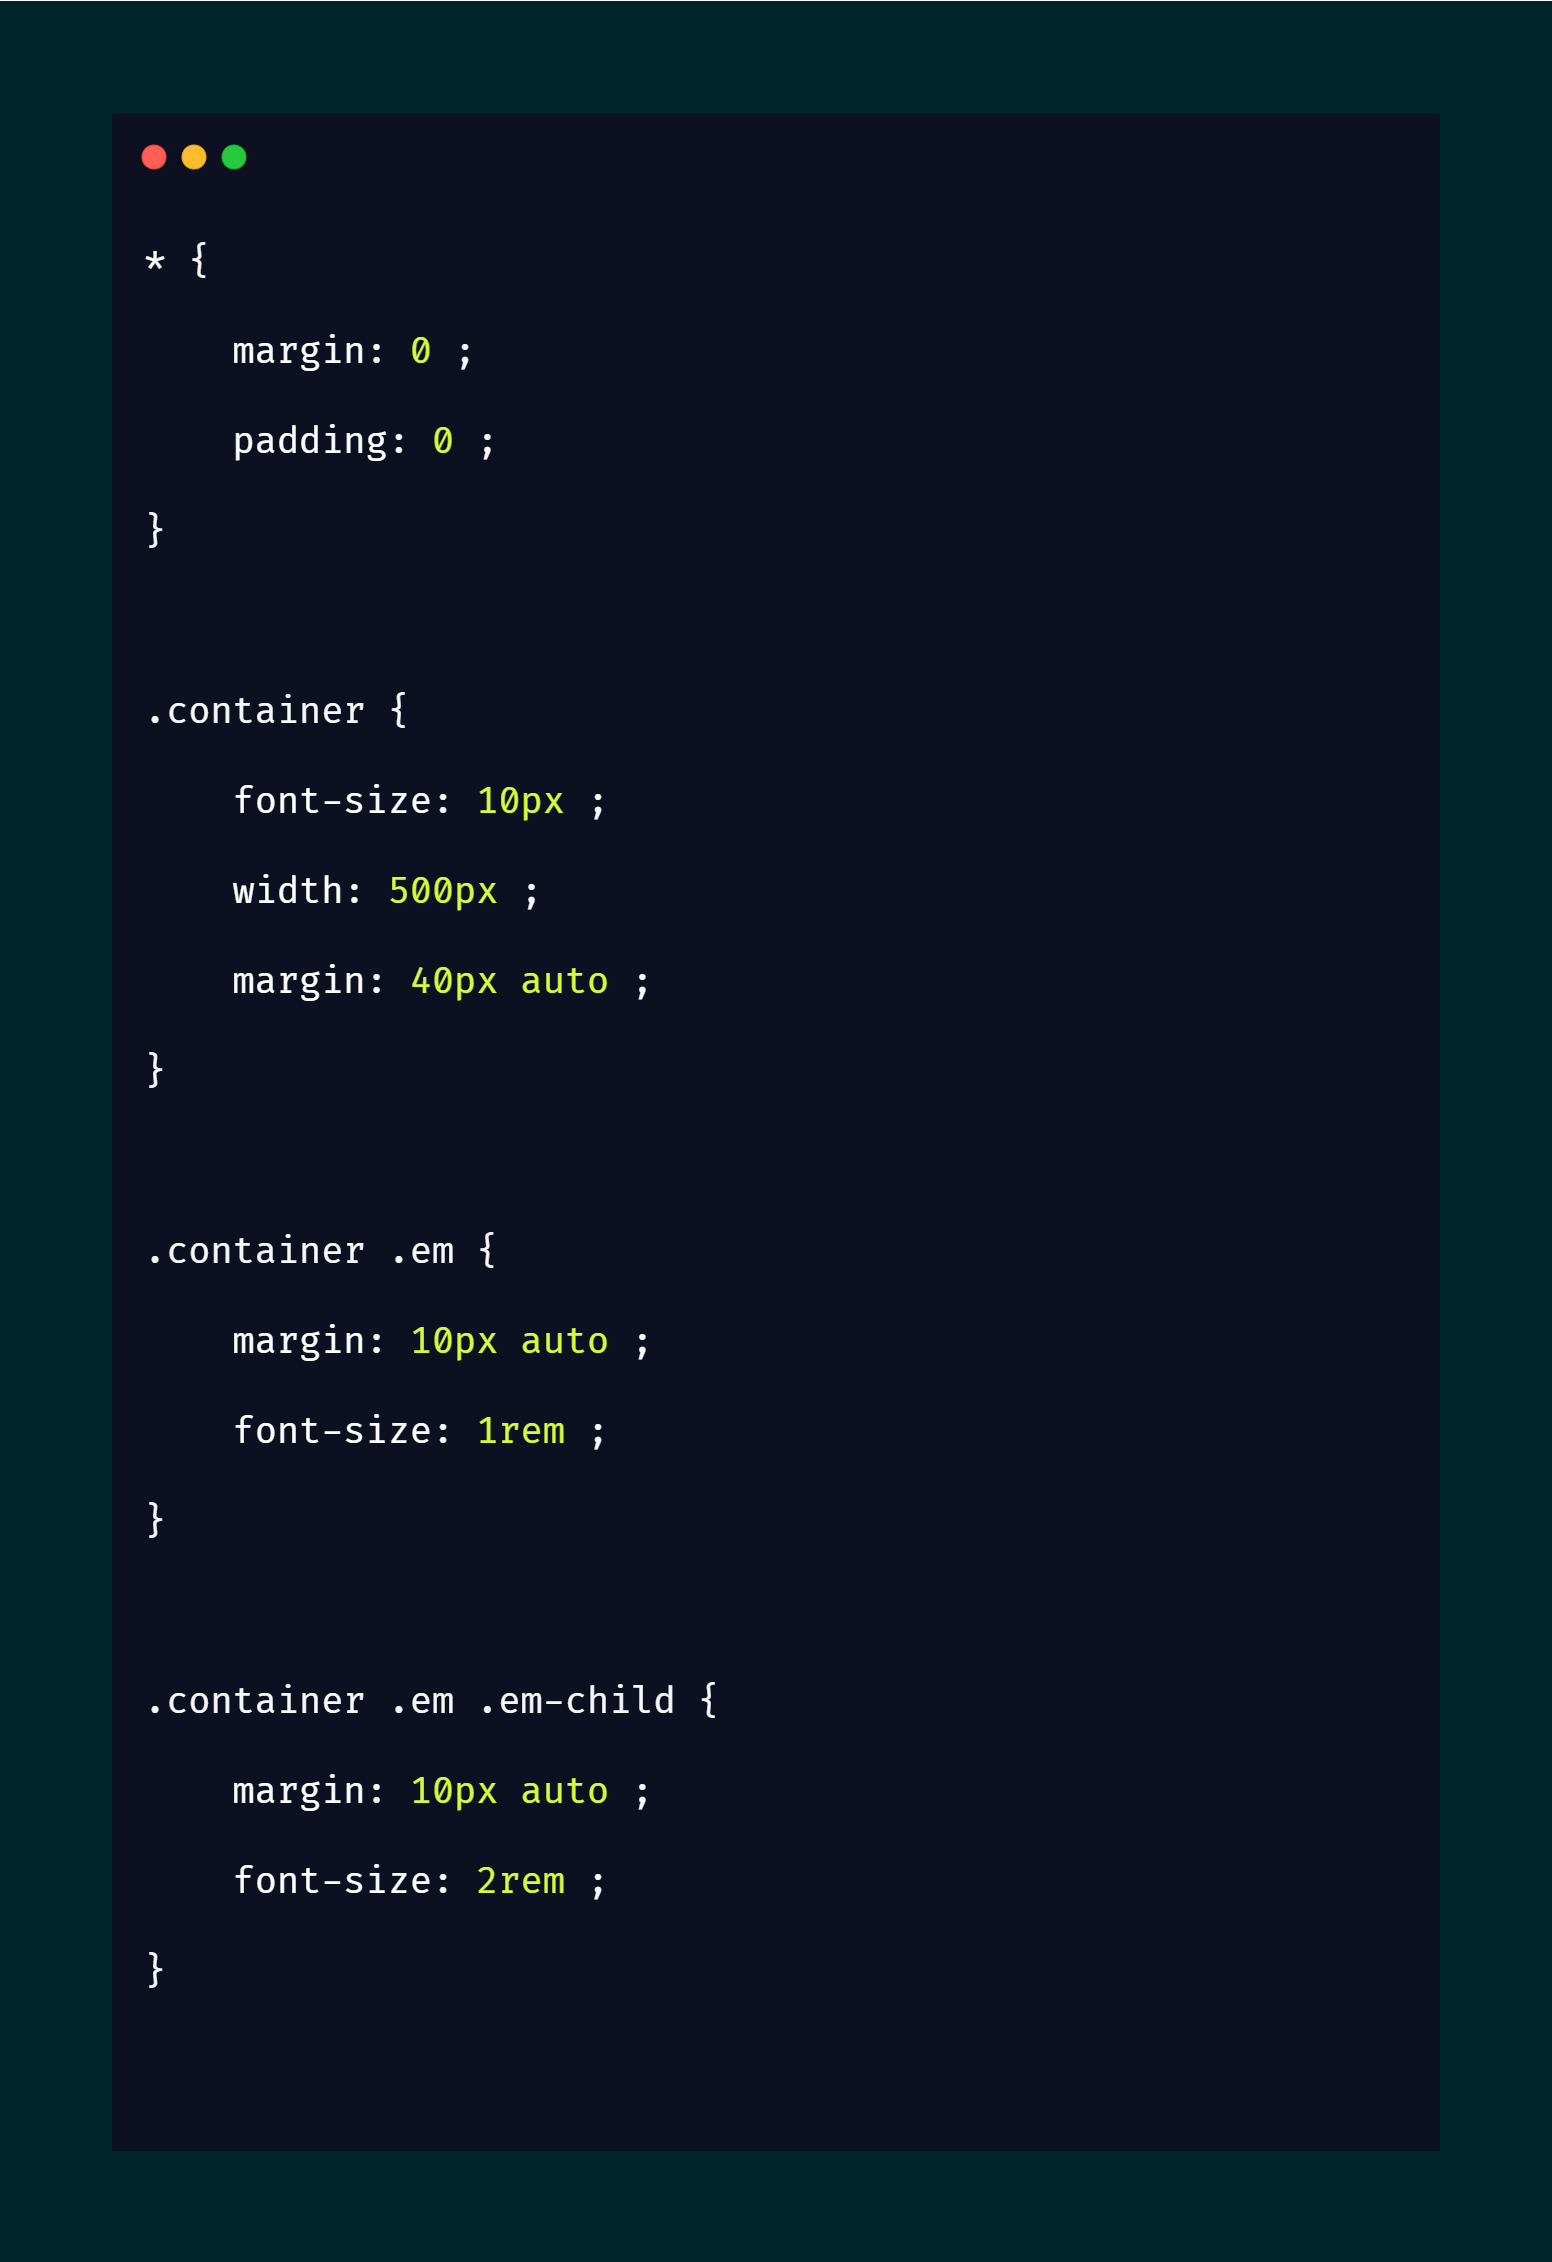 * {
    margin: 0 ;
    padding: 0 ;
}
.container {
    font-size: 10px ;
    width: 500px ;
    margin: 40px auto ;
}
.container .em {
    margin: 10px auto ;
    font-size: 1rem ;
}
.container .em .em-child {
    margin: 10px auto ;
    font-size: 2rem ;
}